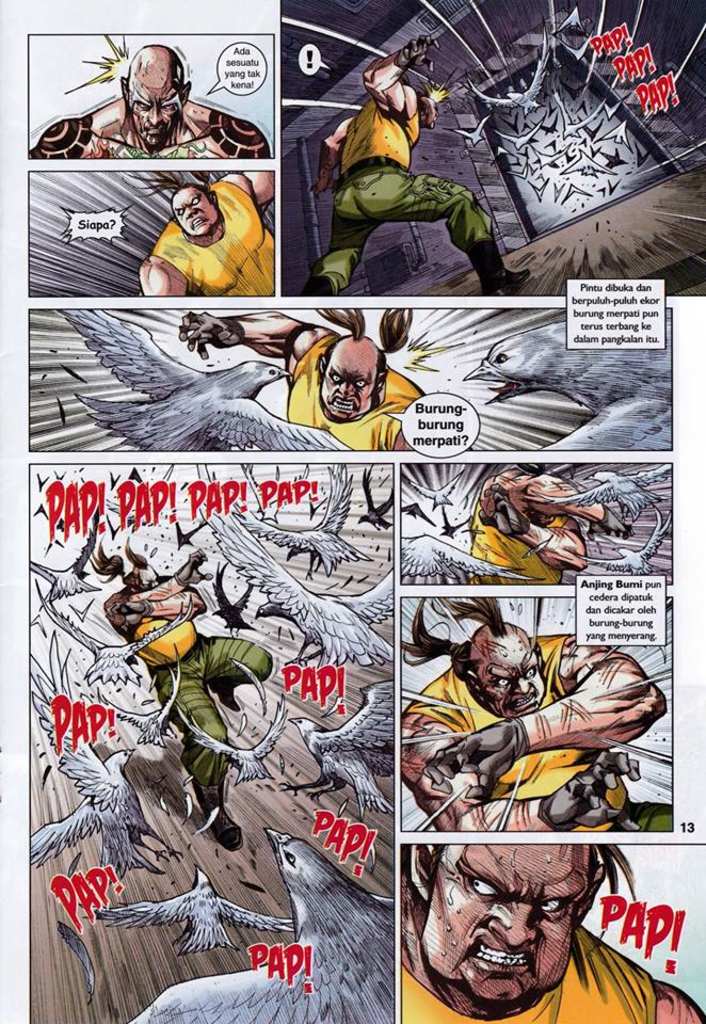 Ada
sesuatu
yang tak
kena!
!
PAP!
PAP!
PAP!
Siapa?
Pintu dibuka dan
berpuluh-puluh ekor
burung merpati pun
terus terbang ke
dalam pangkalan itu.
Burung-
burung
merpati?
PAP! PAP! PAP! PAP!
PAP!
PAP!
PAP!
PAP!
PAP!
Anjing Bumi pun
cedera dipatuk
dan dicakar oleh
burung-burung
yang menyerang.
13
PAP!